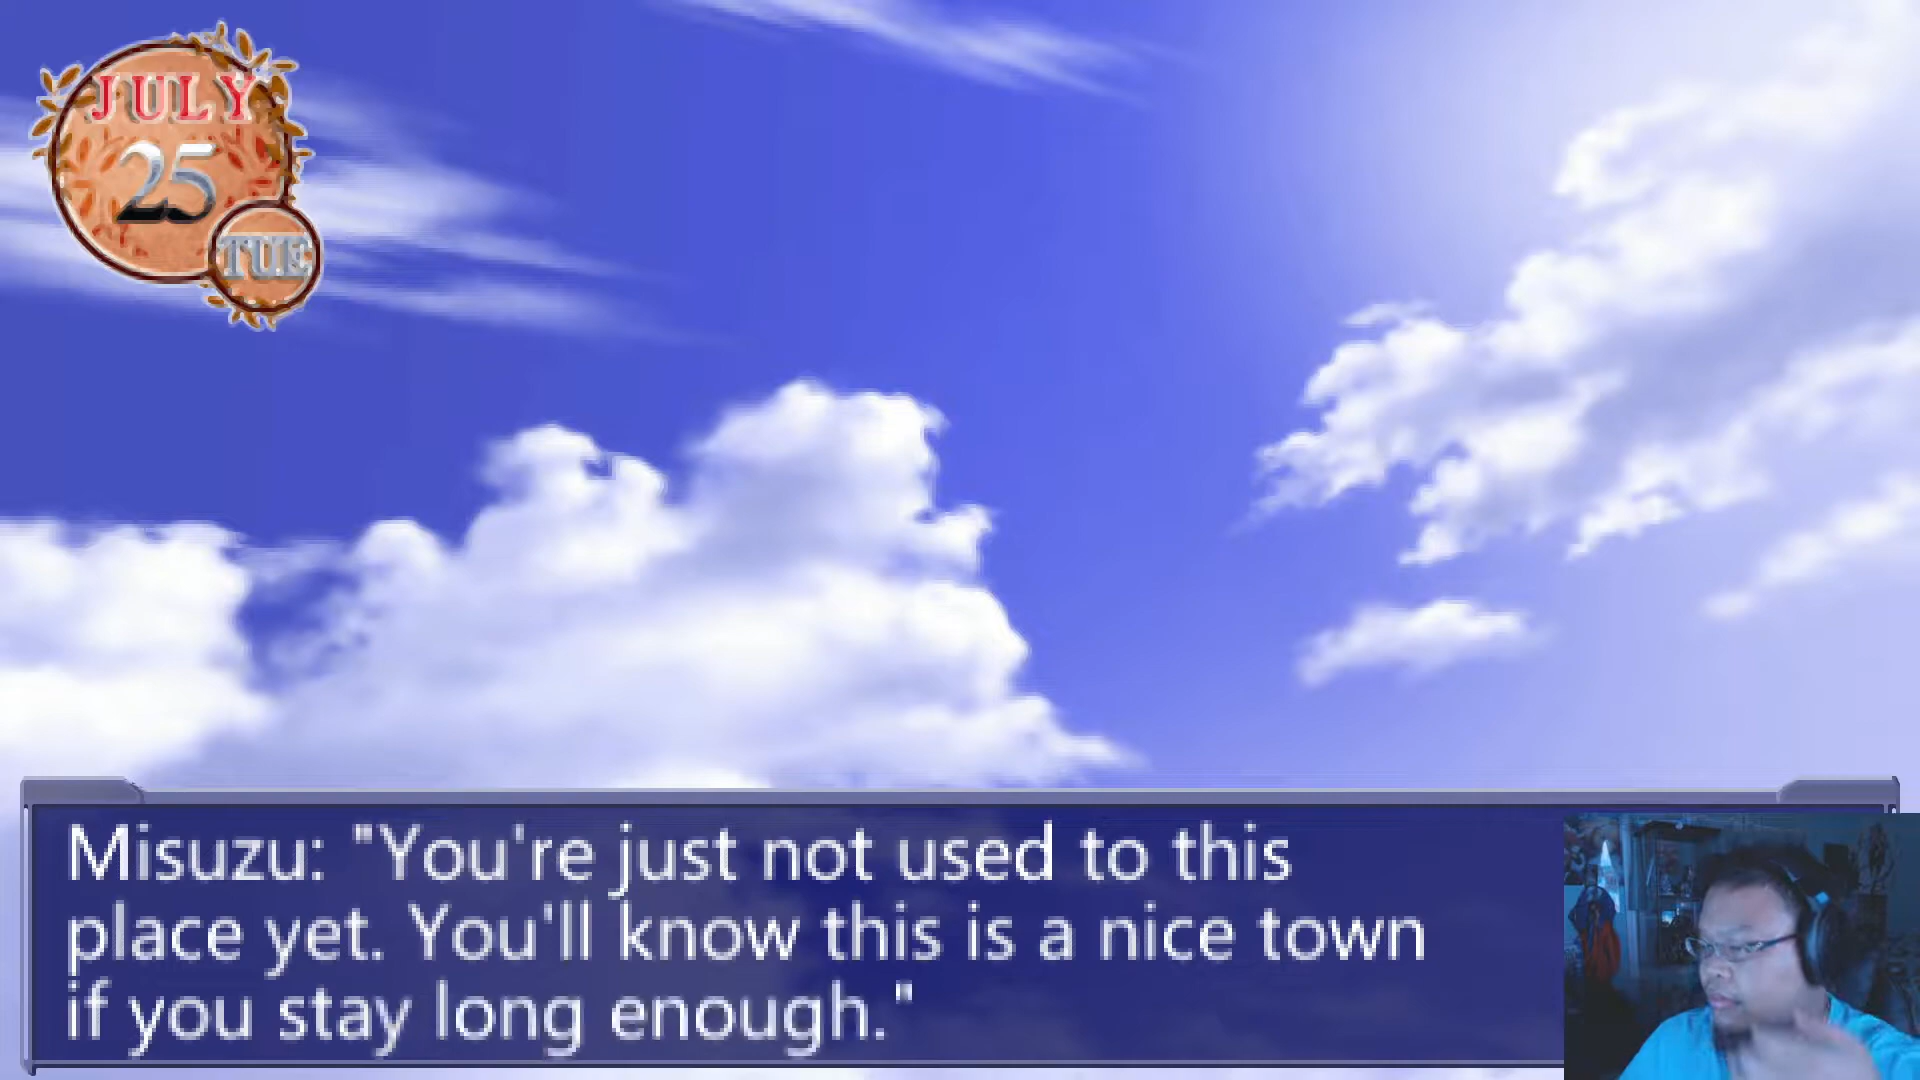 JULY
25
TUE
Misuzu: "You're just not used to this
place yet. You'll know this is a nice town
if you stay long enough."